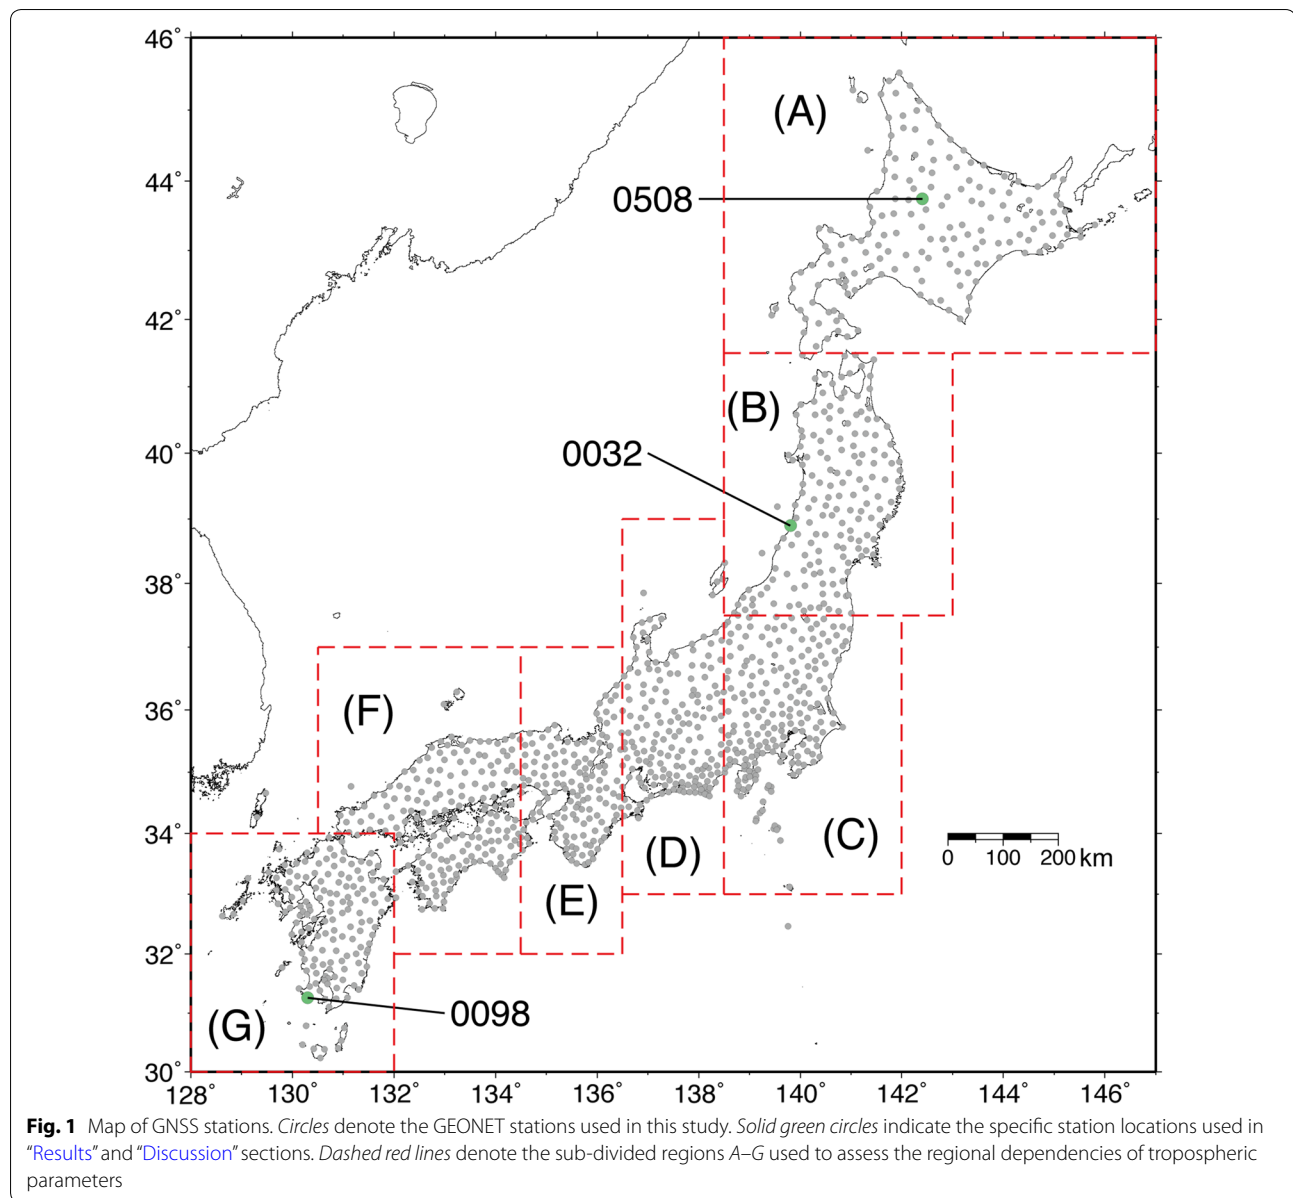 46°
(A)
44°
0508
42°
(B)
0032
40°
38°
(F)
36°
34°
(C)
(D)
0 100 200 km
(E)
32°
0098
(G)
30°
128° 130° 132° 134° 136° 138° 140° 142° 144° 146°
Fig. 1 Map of GNSS stations. Circles denote the GEONET stations used in this study. Solid green circles indicate the specific station locations used in
“Results” and “Discussion” sections. Dashed red lines denote the sub-divided regions A–G used to assess the regional dependencies of tropospheric
parameters